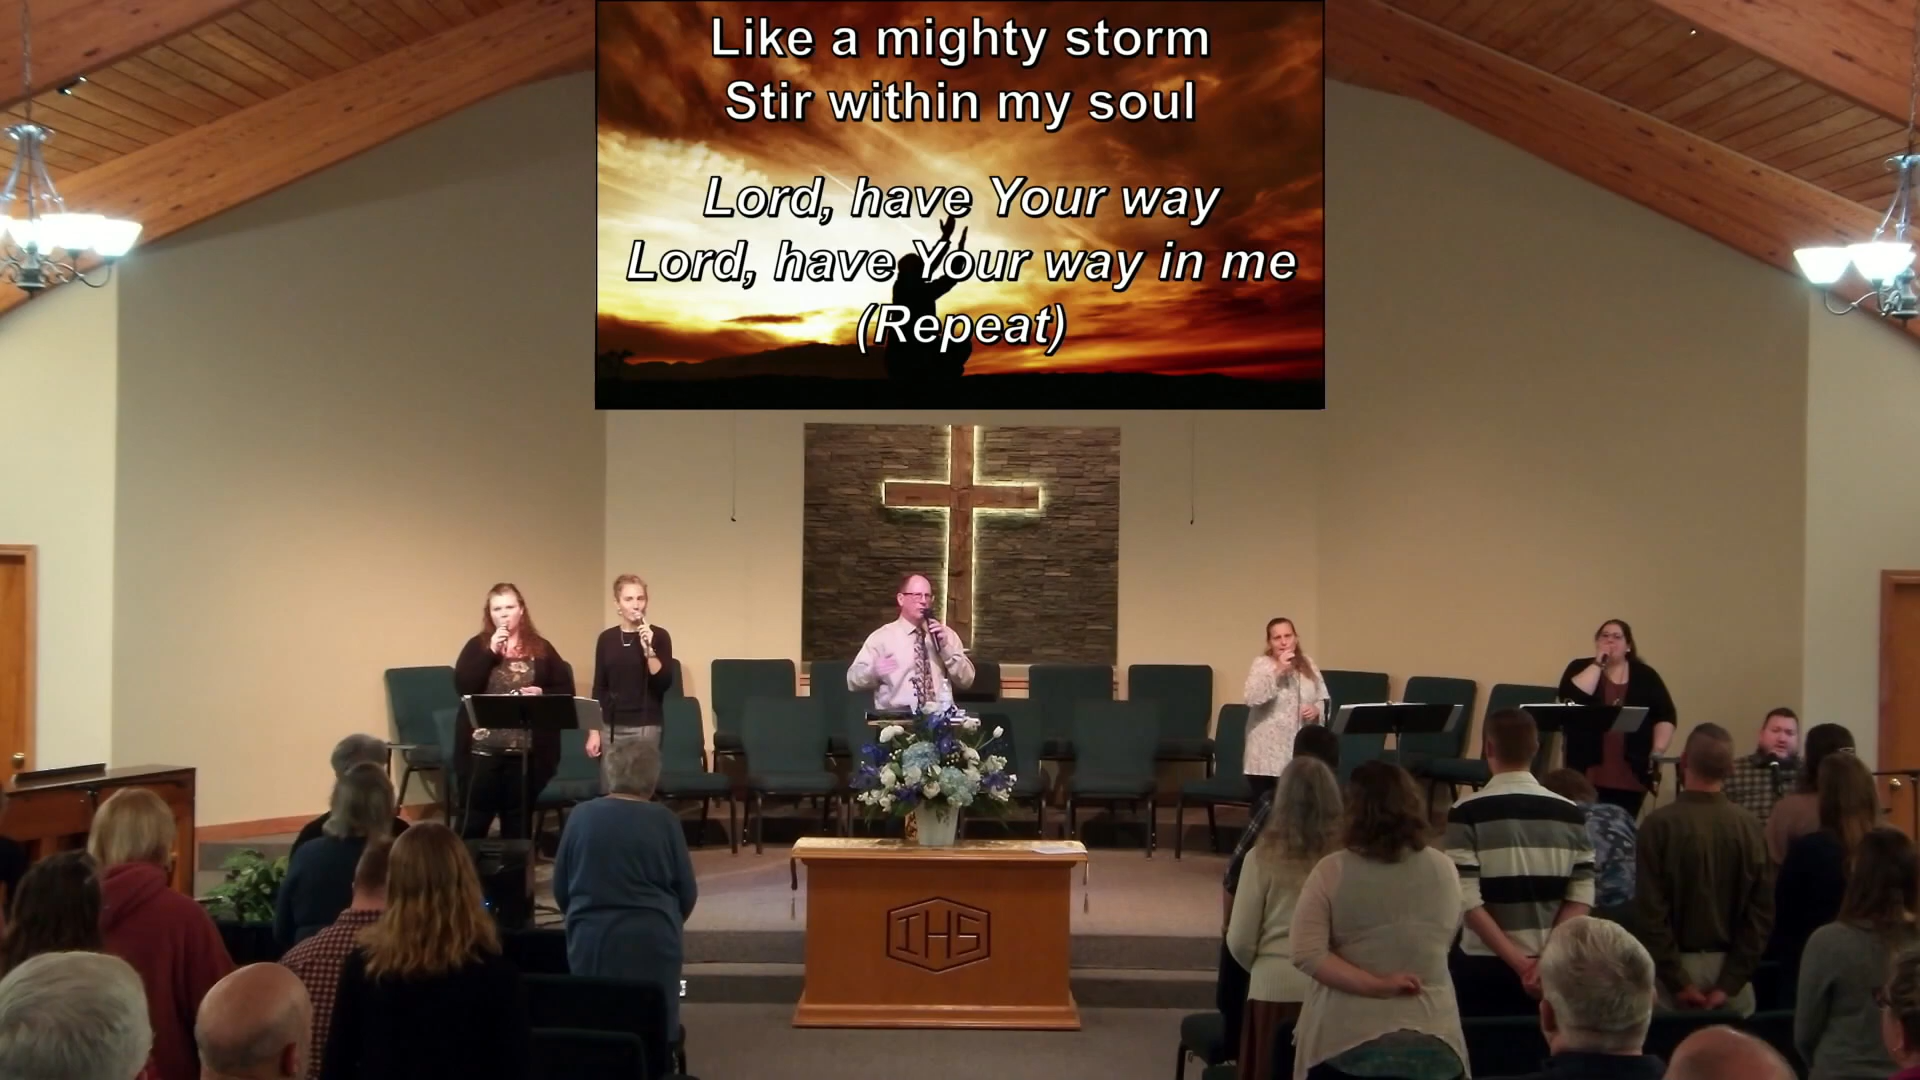 Like a mighty storm
Stir within my soul
Lord, have Your way
Lord, have Your way in me
(Repeat)
IHS